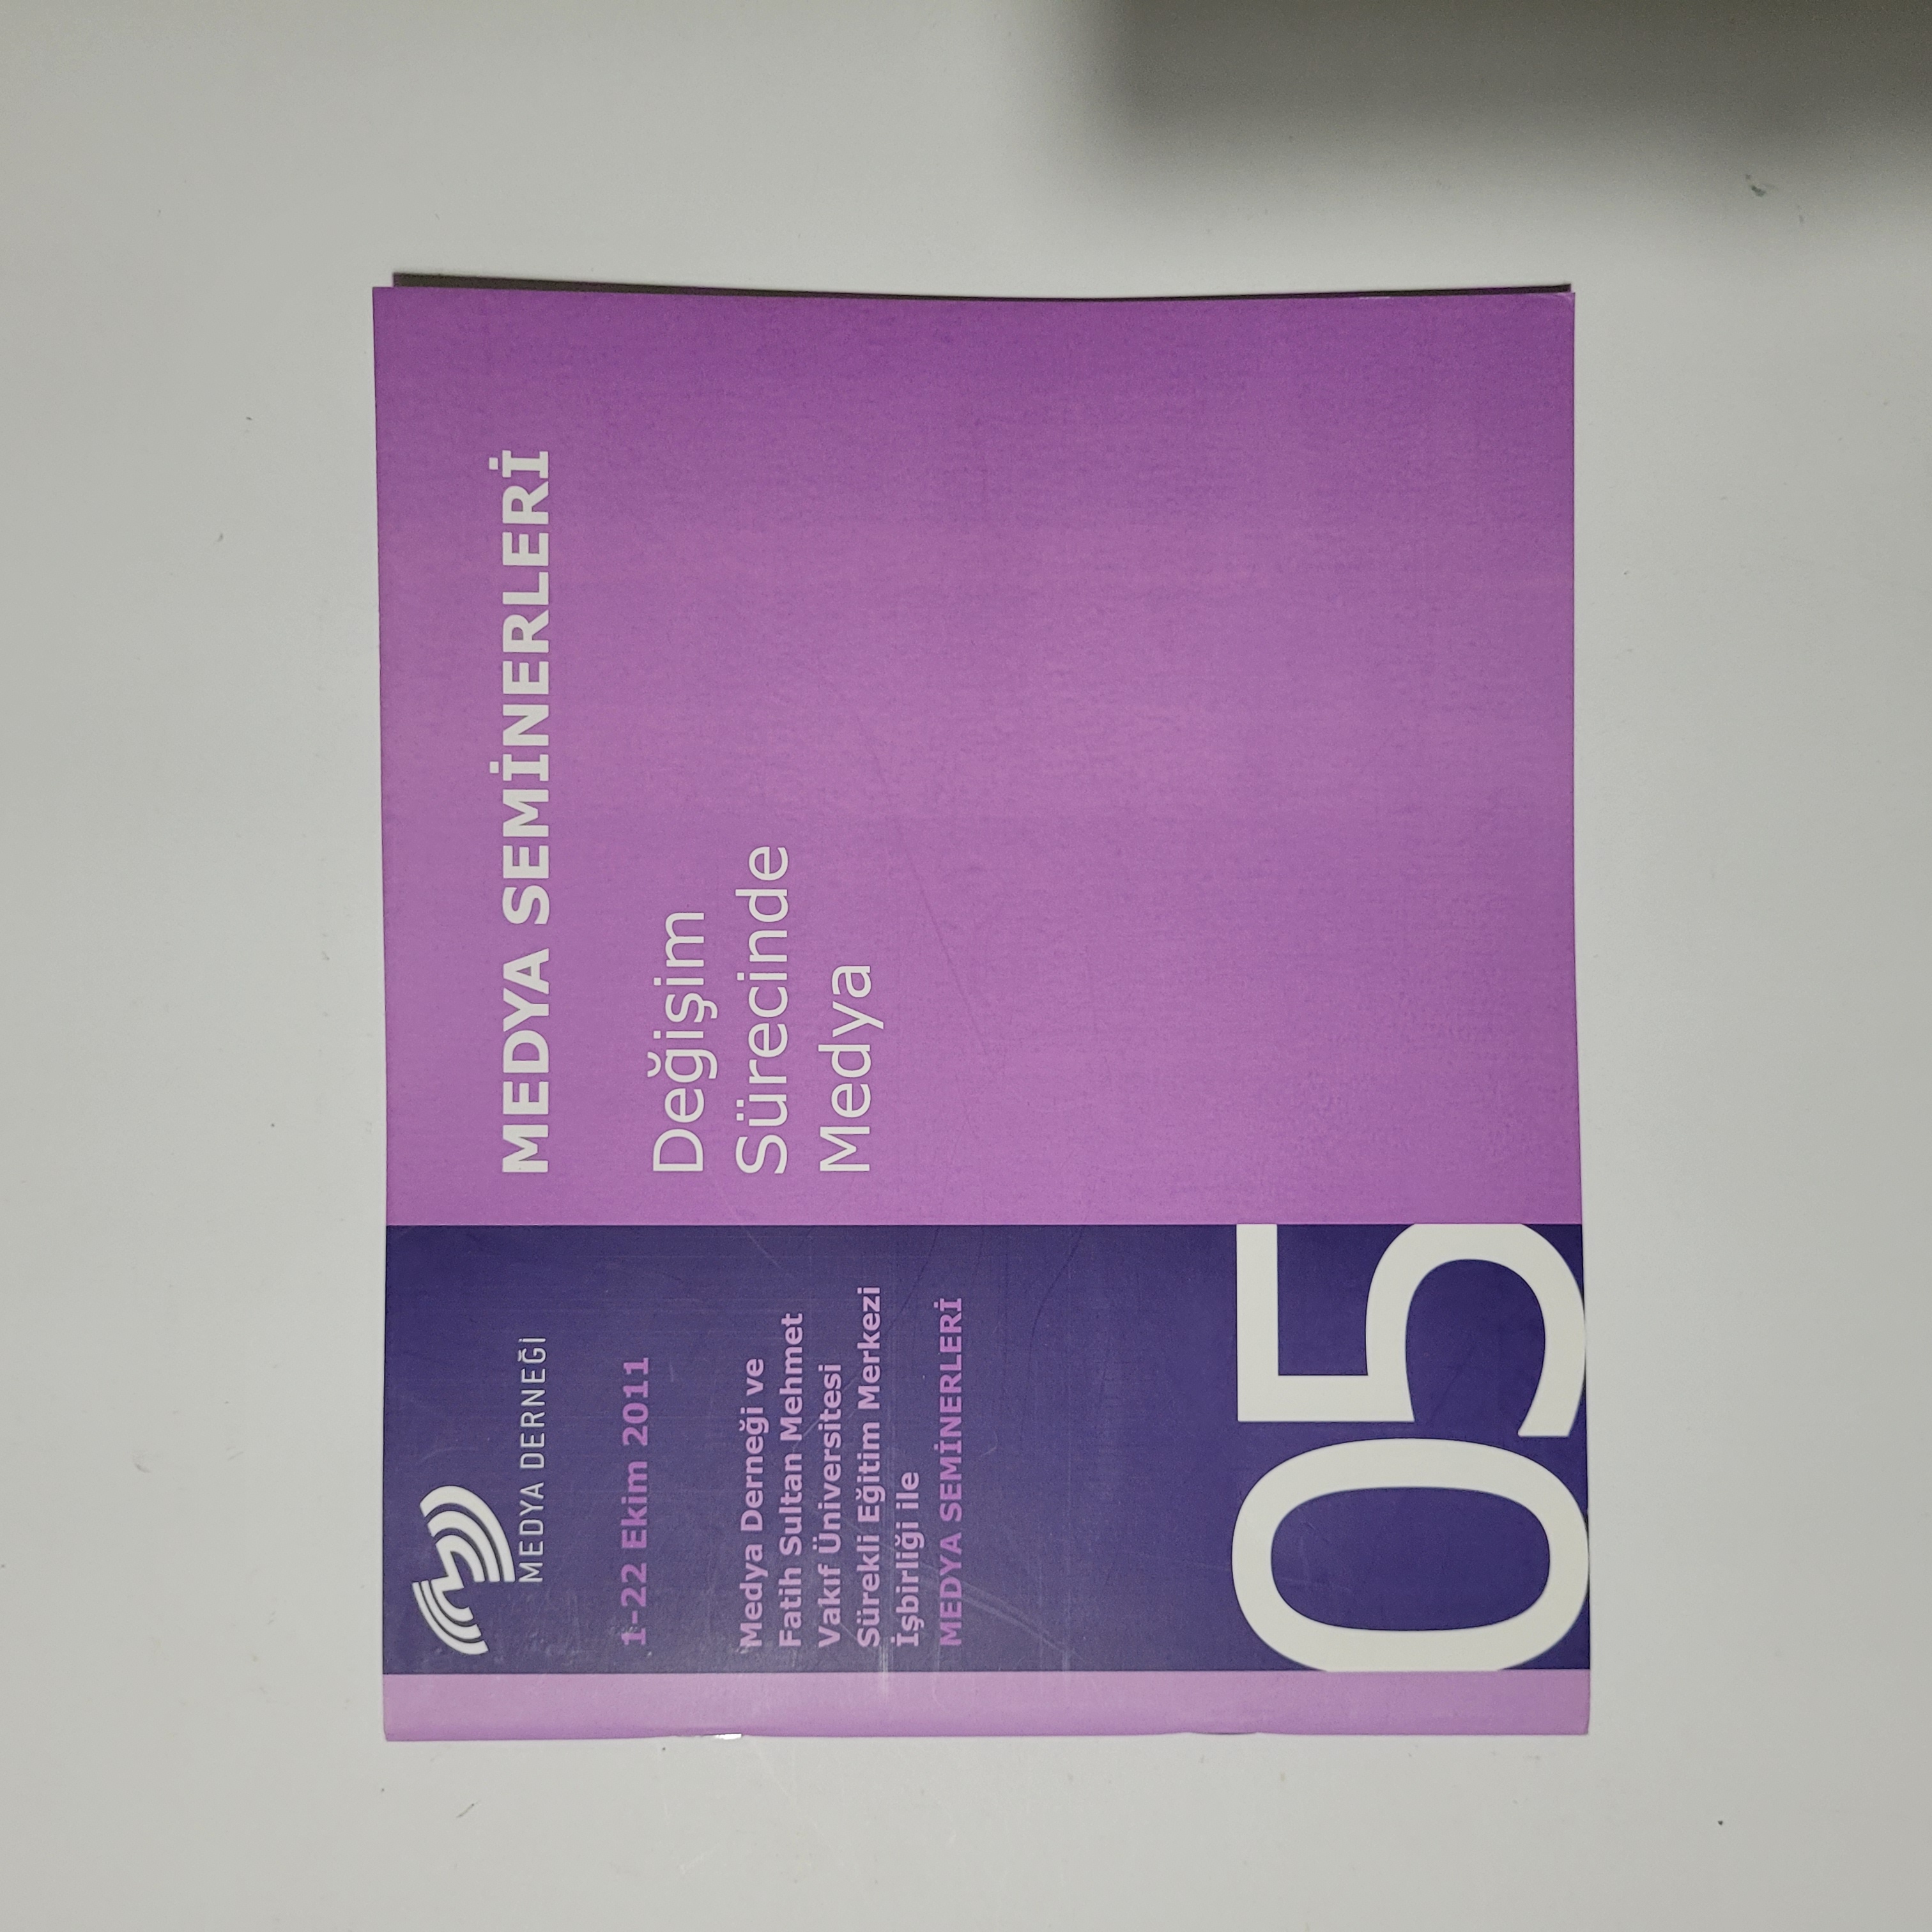 MEDYA DERNEĞİ
1-22 Ekim 2011
Medya Derneği ve
Fatih Sultan Mehmet
Vakıf Üniversitesi
Sürekli Eğitim Merkezi
İşbirliği ile
MEDYA SEMİNERLERİ
05
MEDYA SEMİNERLERİ
Değişim
Sürecinde
Medya